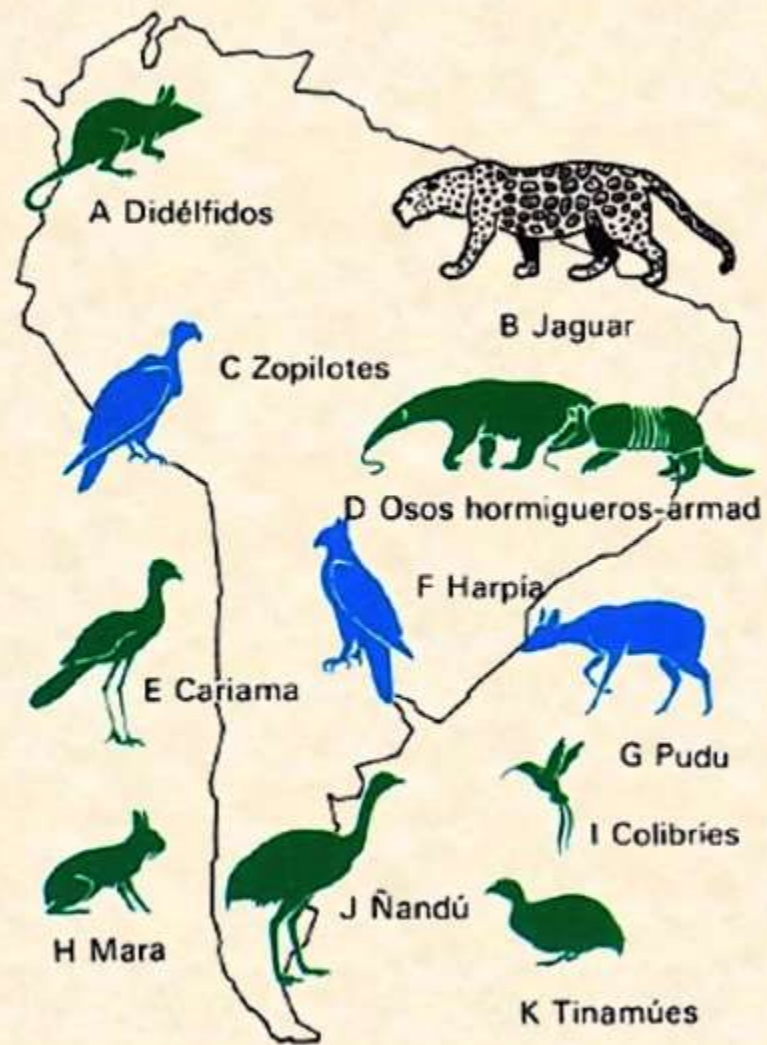 A Didélfidos
B Jaguar
C Zopilotes
D Osos hormigueros-armad
F Harpía
E Cariama
G Pudu
I Colibríes
J Ñandú
H Mara
K Tinamúes